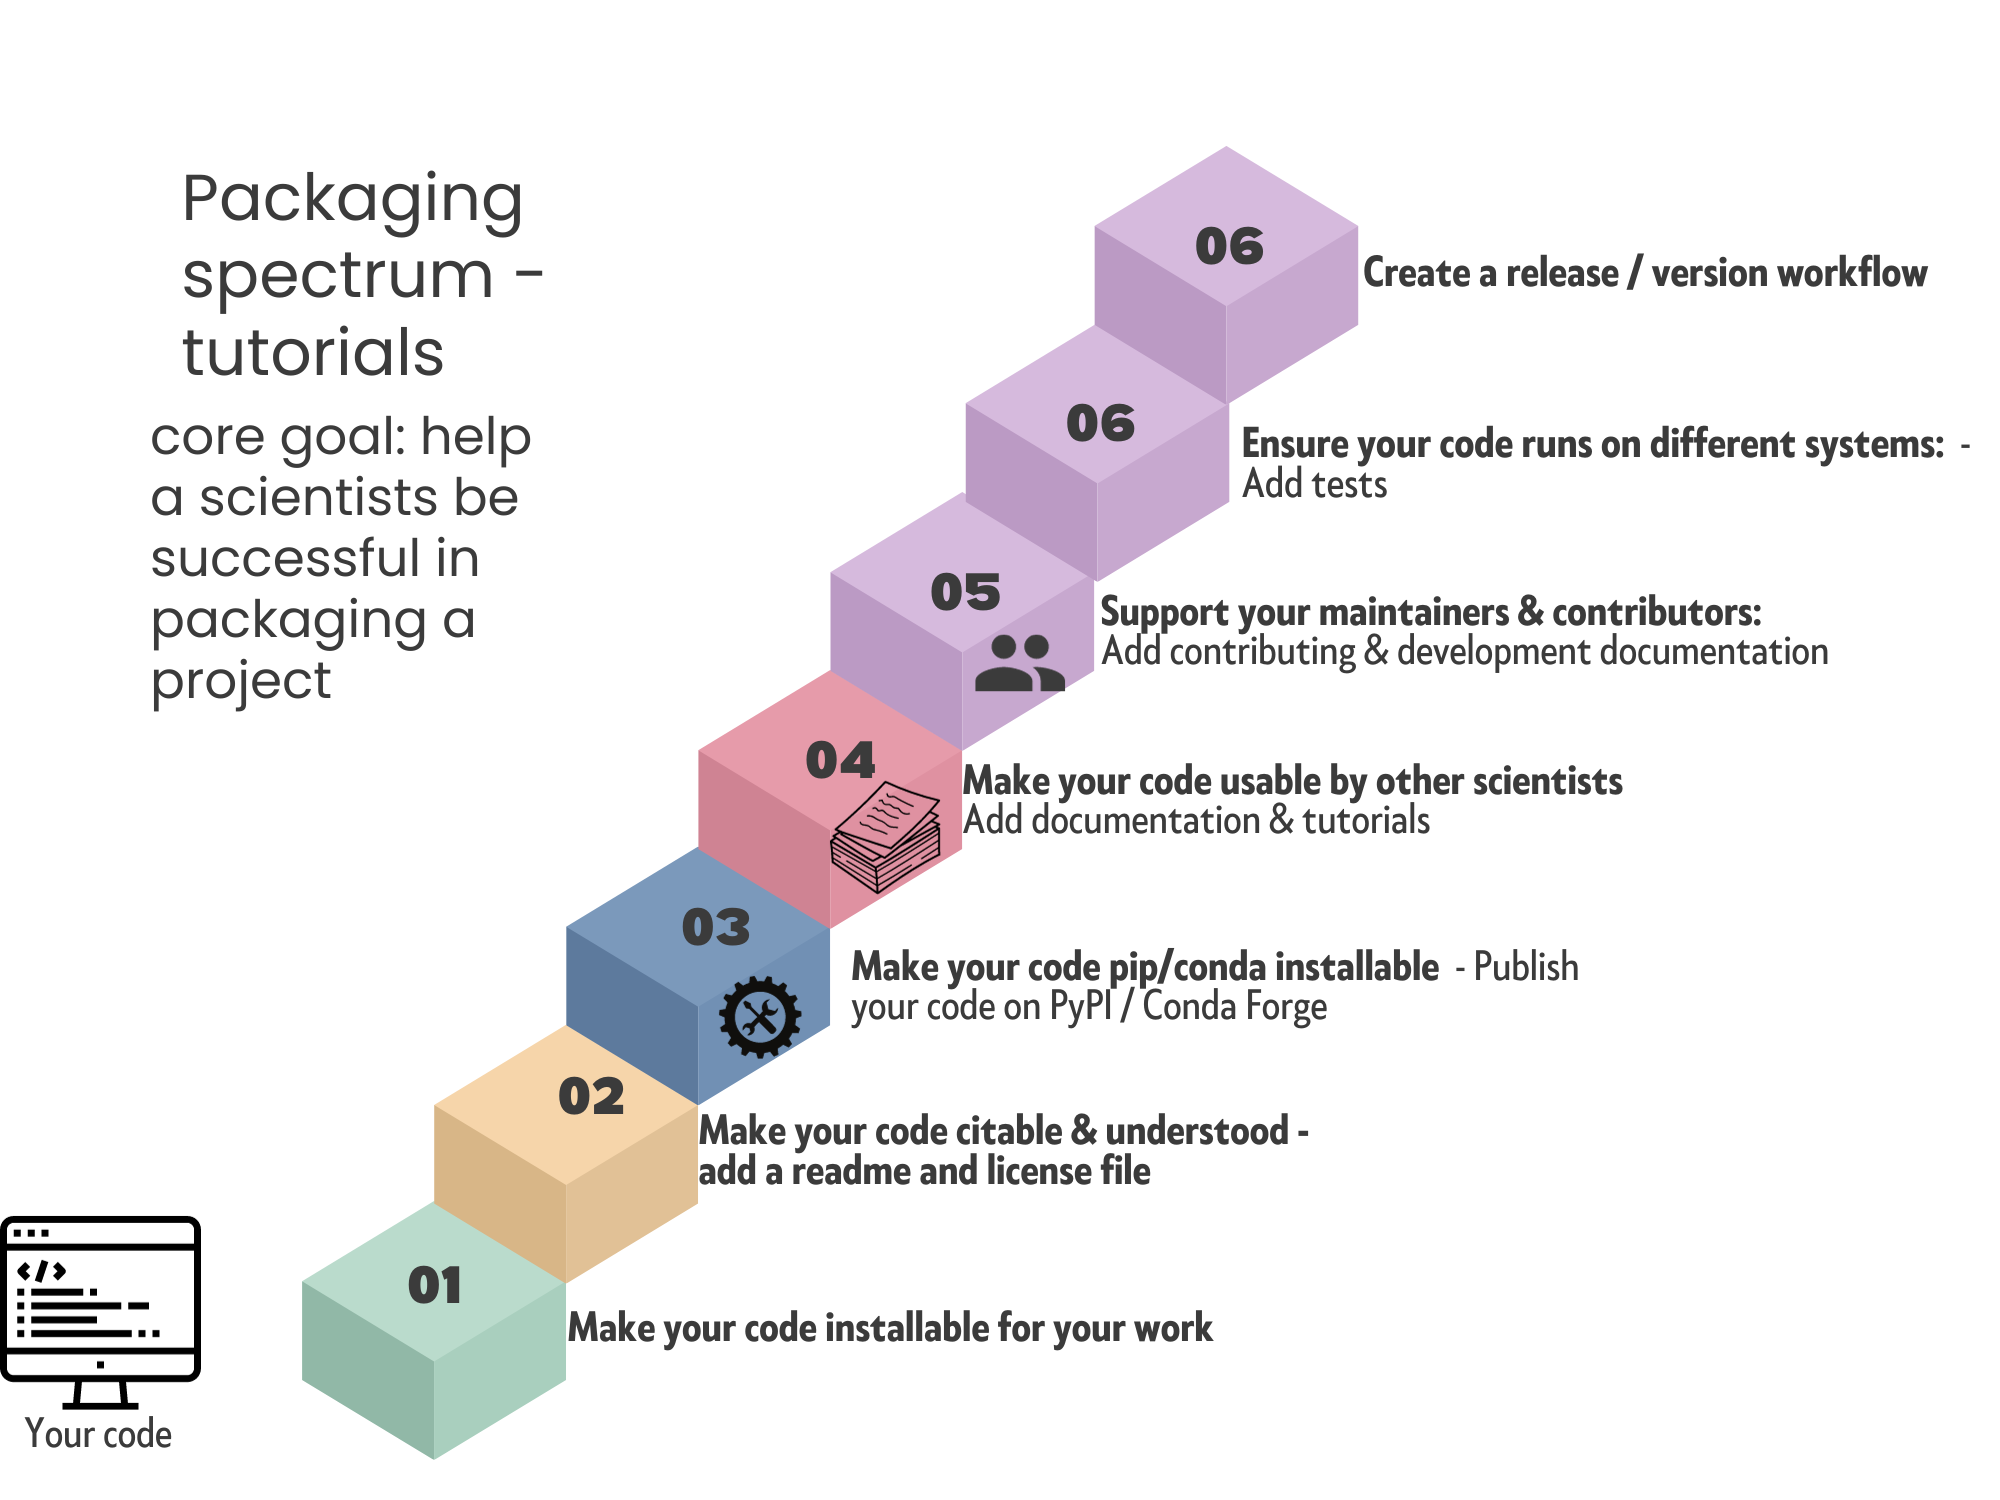 Packaging
spectrum -
tutorials
core goal: help
a scientists be
successful in
packaging a
project
06
Create a release / version workflow
06
Ensure your code runs on different systems: -
Add tests
05
Support your maintainers & contributors:
Add contributing & development documentation
04
Make your code usable by other scientists
Add documentation & tutorials
03
Make your code pip/conda installable - Publish
your code on PyPI / Conda Forge
02
Make your code citable & understood -
add a readme and license file
01
Make your code installable for your work
</>
Your code